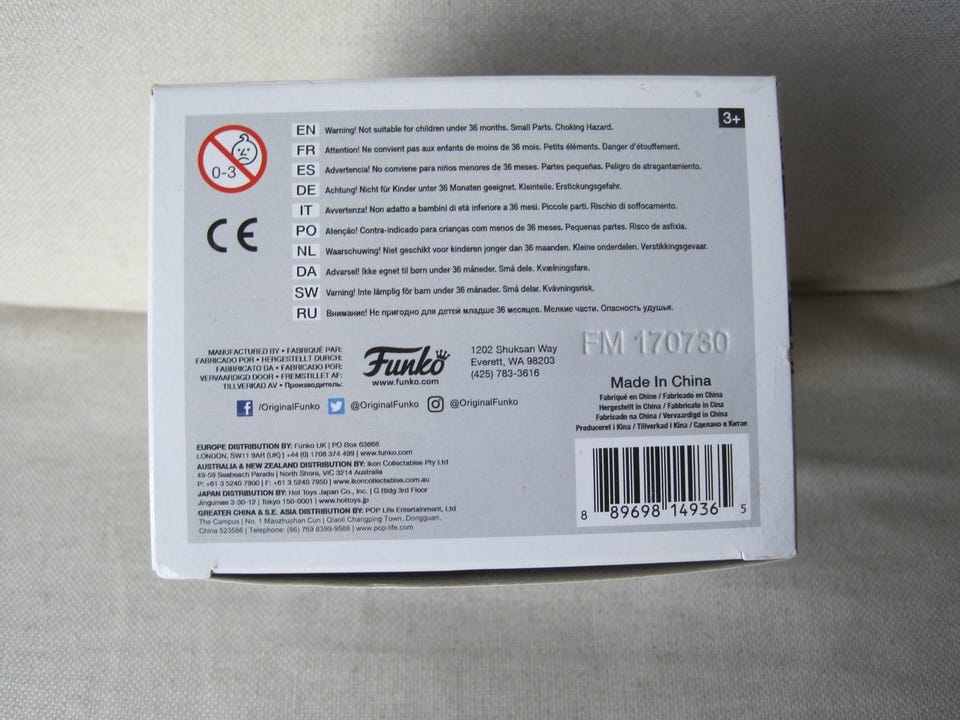 3+
0-3
CE
EN Warning! Not suitable for children under 36 months. Small Parts. Choking Hazard.
FR Attention! Ne convient pas aux enfants de moins de 36 mois. Petits éléments. Danger d'étouffement.
ES Advertencia! No conviene para niños menores de 36 meses. Partes pequeñas. Peligro de atragantamiento.
DE Achtung! Nicht für Kinder unter 36 Monaten geeignet. Kleinteile. Erstickungsgefahr.
IT Avvertenza! Non adatto a bambini di età inferiore a 36 mesi. Piccole parti. Rischio di soffocamento.
PO Atenção! Contra-indicado para crianças com menos de 36 meses. Pequenas partes. Risco de asfixia.
NL Waarschuwing! Niet geschikt voor kinderen jonger dan 36 maanden. Kleine onderdelen. Verstikkingsgevaar.
DA Advarsel! Ikke egnet til børn under 36 måneder. Små dele. Kvælningsfare.
SW Varning! Inte lämplig för barn under 36 månader. Små delar. Kvävningsrisk.
RU Внимание! Не пригодно для детей младше 36 месяцев. Мелкие части. Опасность удушья.
MANUFACTURED BY • FABRIQUÉ PAR:
FABRICADO POR • HERGESTELLT DURCH:
FABBRICATO DA • FABRICADO POR:
VERVAARDIGD DOOR • FREMSTILLET AF:
TILLVERKAD AV • Производитель:
Funko
www.funko.com
1202 Shuksan Way
Everett, WA 98203
(425) 783-3616
FM 170730
f /OriginalFunko @OriginalFunko @OriginalFunko
Made In China
Fabriqué en Chine / Fabricado en China
Hergestellt in China / Fabbricato in Cina
Fabricado na China / Vervaardigd in China
Produceret i Kina / Tillverkad i Kina / Сделано в Китае
EUROPE DISTRIBUTION BY: Funko UK | PO Box 63668
LONDON, SW11 9AR (UK) | +44 (0) 1708 374 499 | www.funko.com
AUSTRALIA & NEW ZEALAND DISTRIBUTION BY: Ikon Collectables Pty Ltd
49-59 Seabeach Parade | North Shore, VIC 3214 Australia
P: +61 3 5240 7900 | F: +61 3 5240 7950 | www.ikoncollectables.com.au
JAPAN DISTRIBUTION BY: Hot Toys Japan Co., Inc. | G Bldg 3rd Floor
Jingumae 3-30-12 | Tokyo 150-0001 | www.hottoys.jp
GREATER CHINA & S.E. ASIA DISTRIBUTION BY: POP Life Entertainment, Ltd
The Campus | No. 1 Maozhushan Cun | Qiaoli Changping Town, Dongguan,
China 523586 | Telephone: (86) 769 8399-9588 | www.pop-life.com
8 89698 14936 5